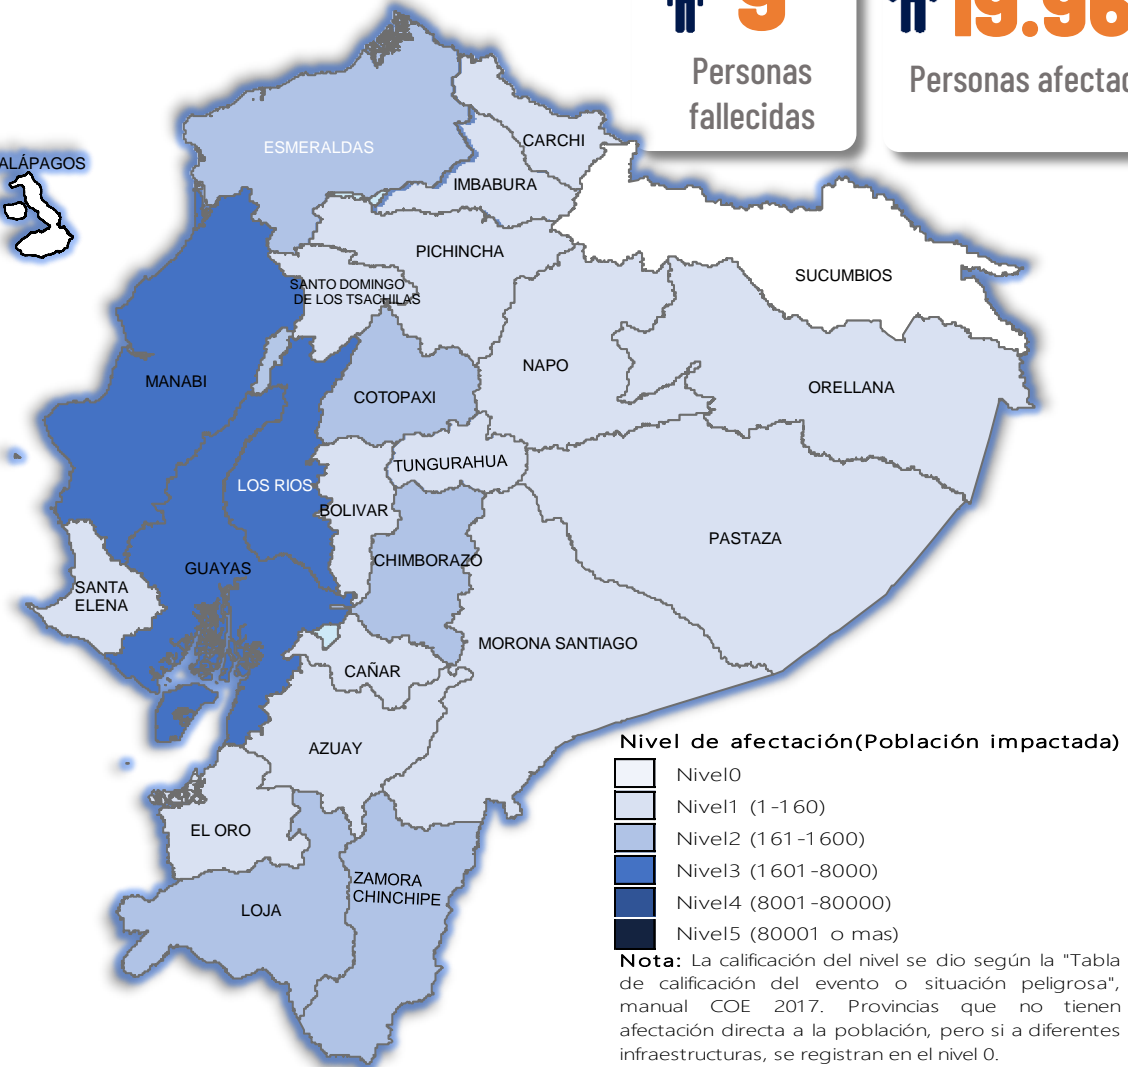 9
Personas
fallecidas
19.96
Personas afectad
ALÁPAGOS
ESMERALDAS
CARCHI
IMBABURA
PICHINCHA
SUCUMBIOS
SANTO DOMINGO
DE LOS TSACHILAS
NAPO
ORELLANA
MANABI
COTOPAXI
TUNGURAHUA
LOS RIOS
BOLIVAR
PASTAZA
CHIMBORAZO
GUAYAS
SANTA
ELENA
MORONA SANTIAGO
CAÑAR
AZUAY
EL ORO
ZAMORA
CHINCHIPE
LOJA
Nivel de afectación(Población impactada)
Nivel0
Nivel1 (1-160)
Nivel2 (161-1600)
Nivel3 (1601-8000)
Nivel4 (8001-80000)
Nivel5 (80001 o mas)
Nota: La calificación del nivel se dio según la "Tabla
de calificación del evento o situación peligrosa",
manual COE 2017. Provincias que no tienen
afectación directa a la población, pero si a diferentes
infraestructuras, se registran en el nivel 0.